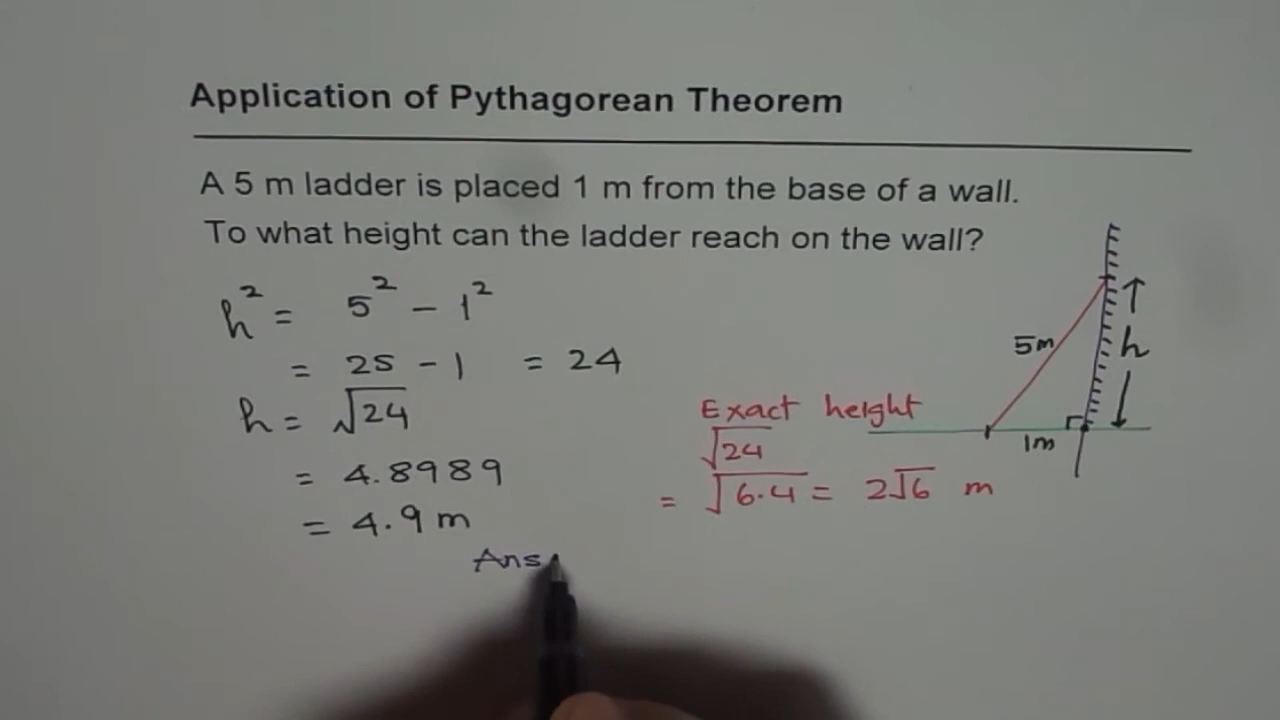 Application of Pythagorean Theorem
A 5 m ladder is placed 1 m from the base of a wall.
To what height can the ladder reach on the wall?
h² = 5² - 1²
= 25 - 1 = 24
h = √24
= 4.8989
= 4.9 m
Ans
Exact height
√24
= √6.4 = 2√6 m
5m
h
1m